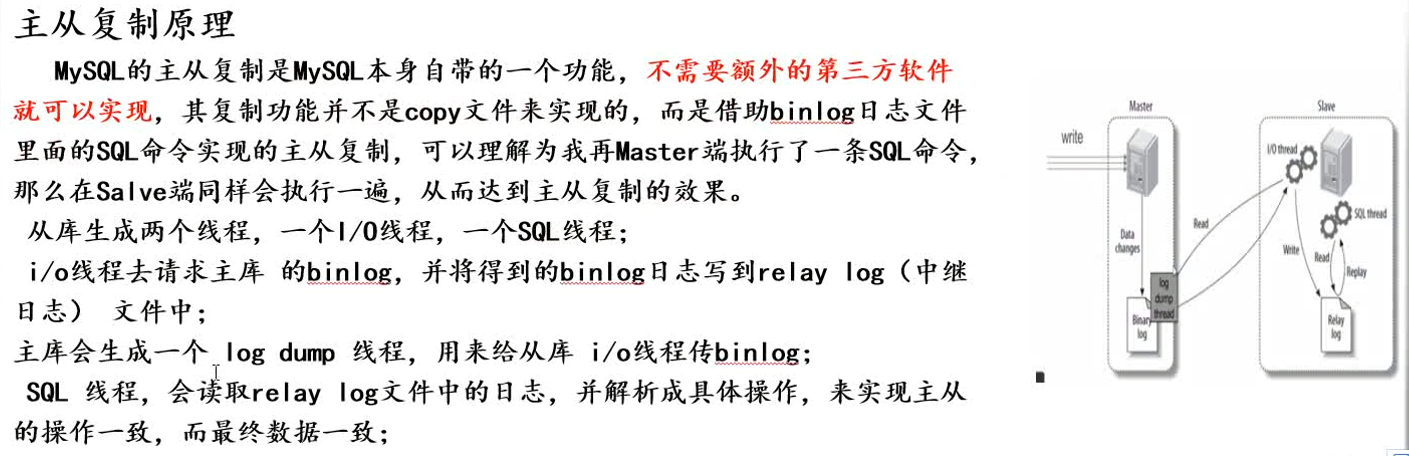 主从复制原理
MySQL的主从复制是MySQL本身自带的一个功能，不需要额外的第三方软件
就可以实现，其复制功能并不是copy文件来实现的，而是借助binlog日志文件
里面的SQL命令实现的主从复制，可以理解为我再Master端执行了一条SQL命令，
那么在Salve端同样会执行一遍，从而达到主从复制的效果。
从库生成两个线程，一个I/O线程，一个SQL线程；
i/o线程去请求主库 的binlog，并将得到的binlog日志写到relay log（中继
日志） 文件中；
主库会生成一个 log dump 线程，用来给从库 i/o线程传binlog；
SQL 线程，会读取relay log文件中的日志，并解析成具体操作，来实现主从
的操作一致，而最终数据一致；
Master
Slave
write
I/O thread
SQL thread
Read
Data
changes
Write
Read
Replay
log
dump
thread
Binary
log
Relay
log